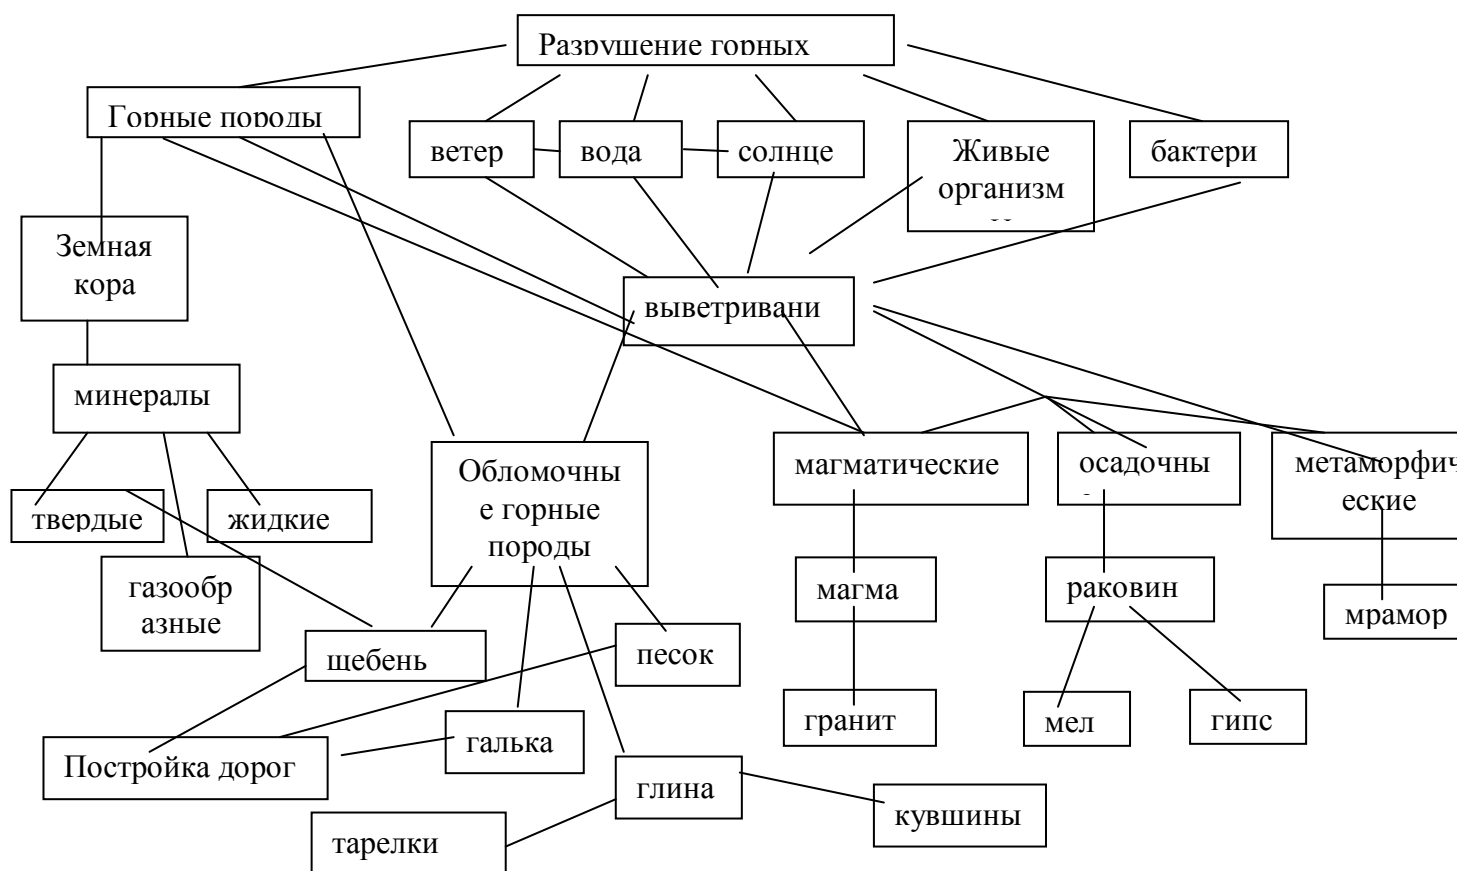 Разрушение горных
Горные породы
ветер
вода
солнце
Живые
организм
бактери
Земная
кора
выветривани
минералы
Обломочны
е горные
породы
магматические
осадочны
метаморфич
еские
твердые
жидкие
газообр
азные
магма
раковин
мрамор
щебень
песок
гранит
мел
гипс
галька
Постройка дорог
глина
кувшины
тарелки